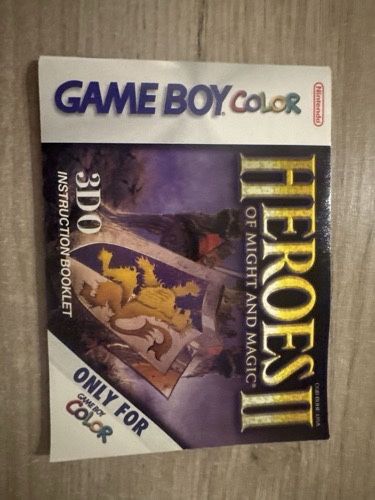 GAME BOY COLOR
Nintendo
HEROES II
OF MIGHT AND MAGIC®
3DO
INSTRUCTION BOOKLET
ONLY FOR
GAME BOY
COLOR